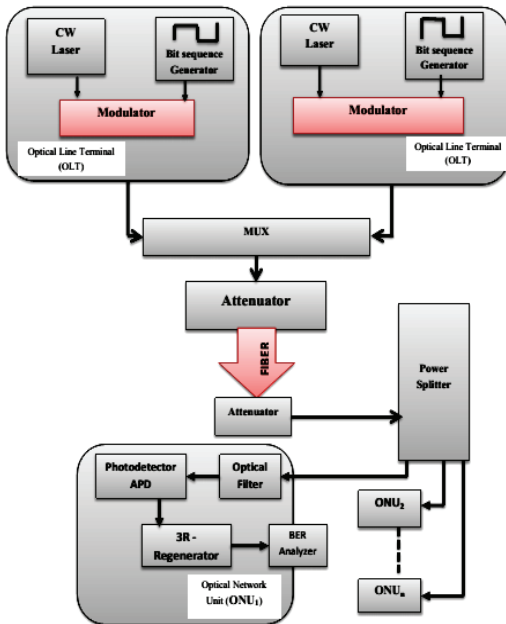 CW
Laser
Bit sequence
Generator
Modulator
Optical Line Terminal
(OLT)
CW
Laser
Bit sequence
Generator
Modulator
Optical Line Terminal
(OLT)
MUX
Attenuator
FIBER
Attenuator
Power
Splitter
Photodetector
APD
Optical
Filter
3R -
Regenerator
BER
Analyzer
Optical Network
Unit (ONU₁)
ONU₂
ONUₙ